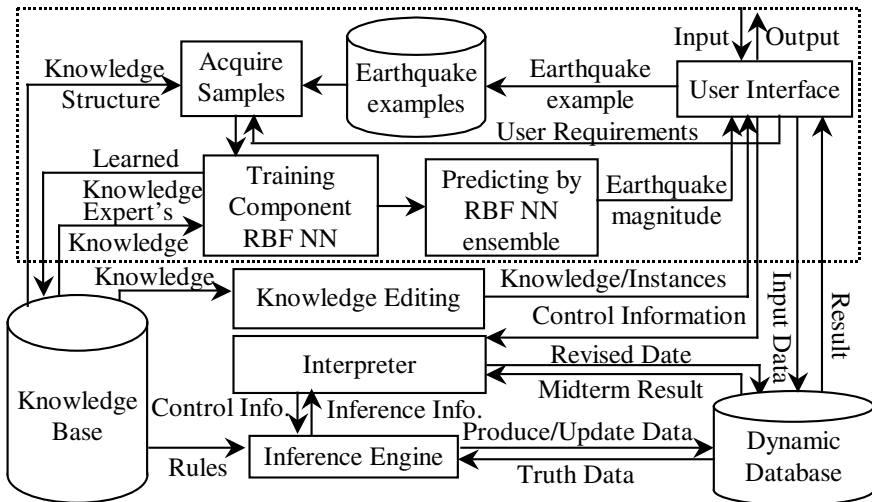 Input
Output
Knowledge
Structure
Acquire
Samples
Earthquake
examples
Earthquake
example
User Interface
User Requirements
Learned
Knowledge
Expert's
Knowledge
Training
Component
RBF NN
Predicting by
RBF NN
ensemble
Earthquake
magnitude
Knowledge
Knowledge Editing
Knowledge/Instances
Control Information
Input Data
Result
Interpreter
Revised Date
Midterm Result
Knowledge
Base
Control Info.
Inference Info.
Rules
Inference Engine
Produce/Update Data
Truth Data
Dynamic
Database